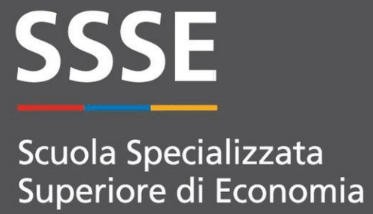 SSSE
Scuola Specializzata
Superiore di Economia